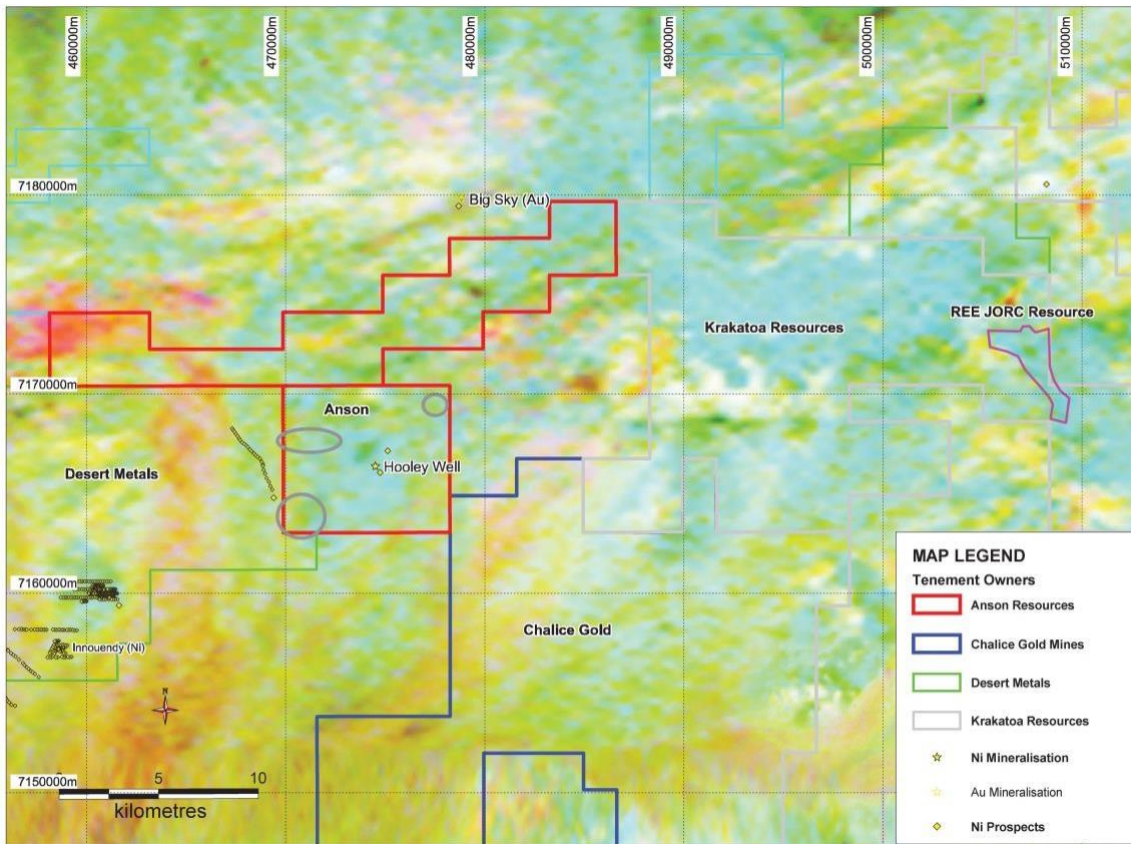 460000m
470000m
480000m
490000m
500000m
510000m
7180000m
Big Sky (Au)
Krakatoa Resources
REE JORC Resource
7170000m
Anson
Desert Metals
Hooley Well
7160000m
Chalice Gold
Innouendy (Ni)
N
7150000m
5
10
kilometres
MAP LEGEND
Tenement Owners
Anson Resources
Chalice Gold Mines
Desert Metals
Krakatoa Resources
Ni Mineralisation
Au Mineralisation
Ni Prospects